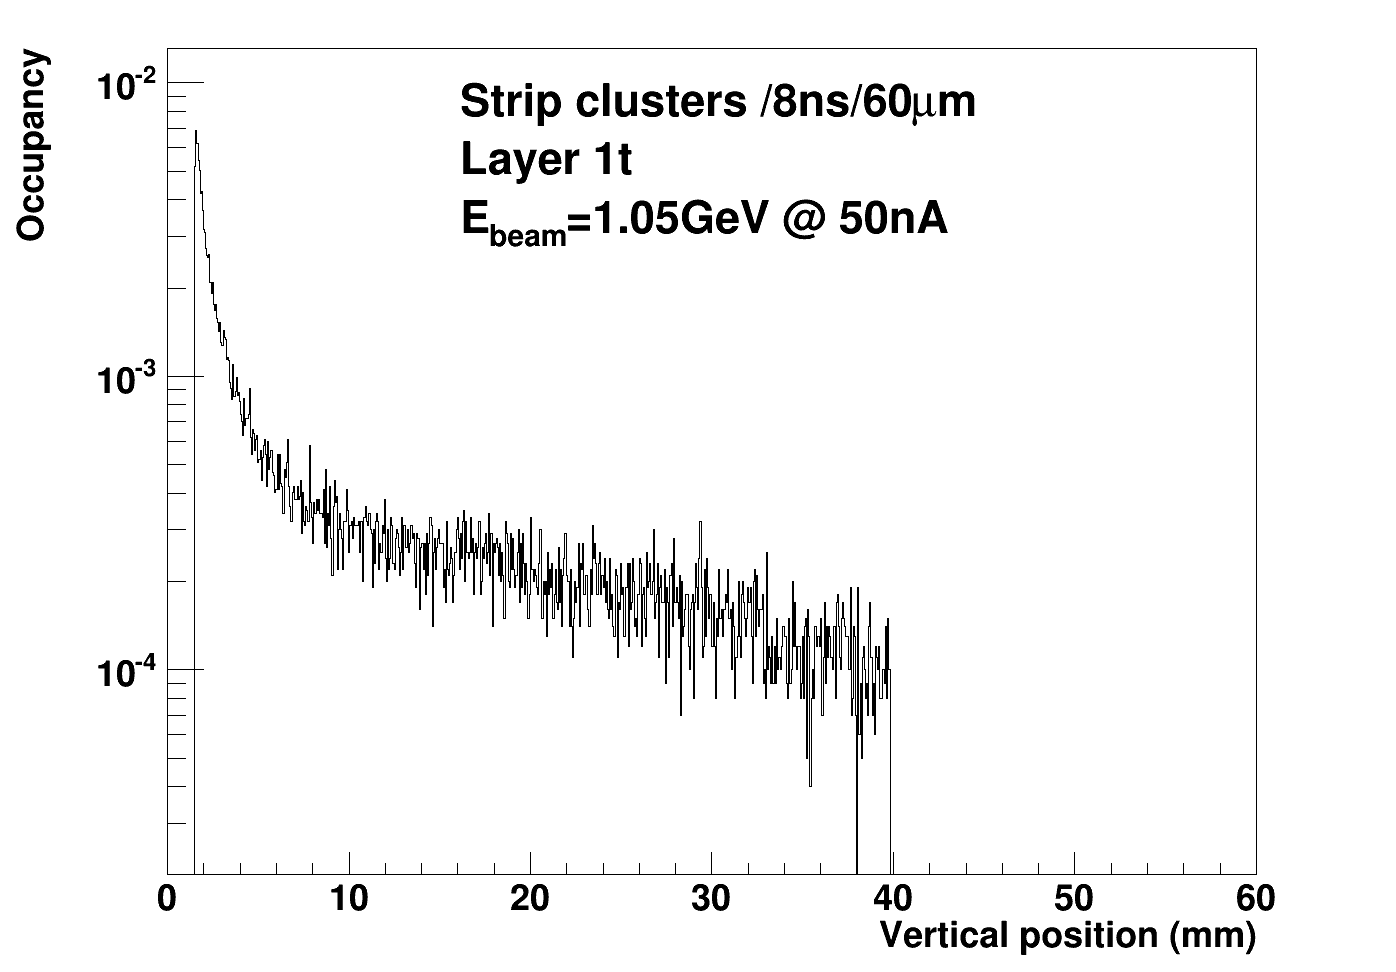 Occupancy
10-2
10-3
10-4
Strip clusters /8ns/60μm
Layer 1t
Ebeam=1.05GeV @ 50nA
0 10 20 30 40 50 60
Vertical position (mm)